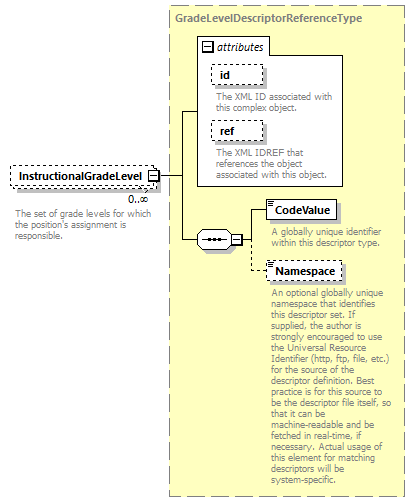 GradeLevelDescriptorReferenceType
attributes
id
The XML ID associated with
this complex object.
ref
The XML IDREF that
references the object
associated with this object.
InstructionalGradeLevel
0..∞
The set of grade levels for which
the position's assignment is
responsible.
CodeValue
A globally unique identifier
within this descriptor type.
Namespace
An optional globally unique
namespace that identifies
this descriptor set. If
supplied, the author is
strongly encouraged to use
the Universal Resource
Identifier (http, ftp, file, etc.)
for the source of the
descriptor definition. Best
practice is for this source to
be the descriptor file itself, so
that it can be
machine-readable and be
fetched in real-time, if
necessary. Actual usage of
this element for matching
descriptors will be
system-specific.